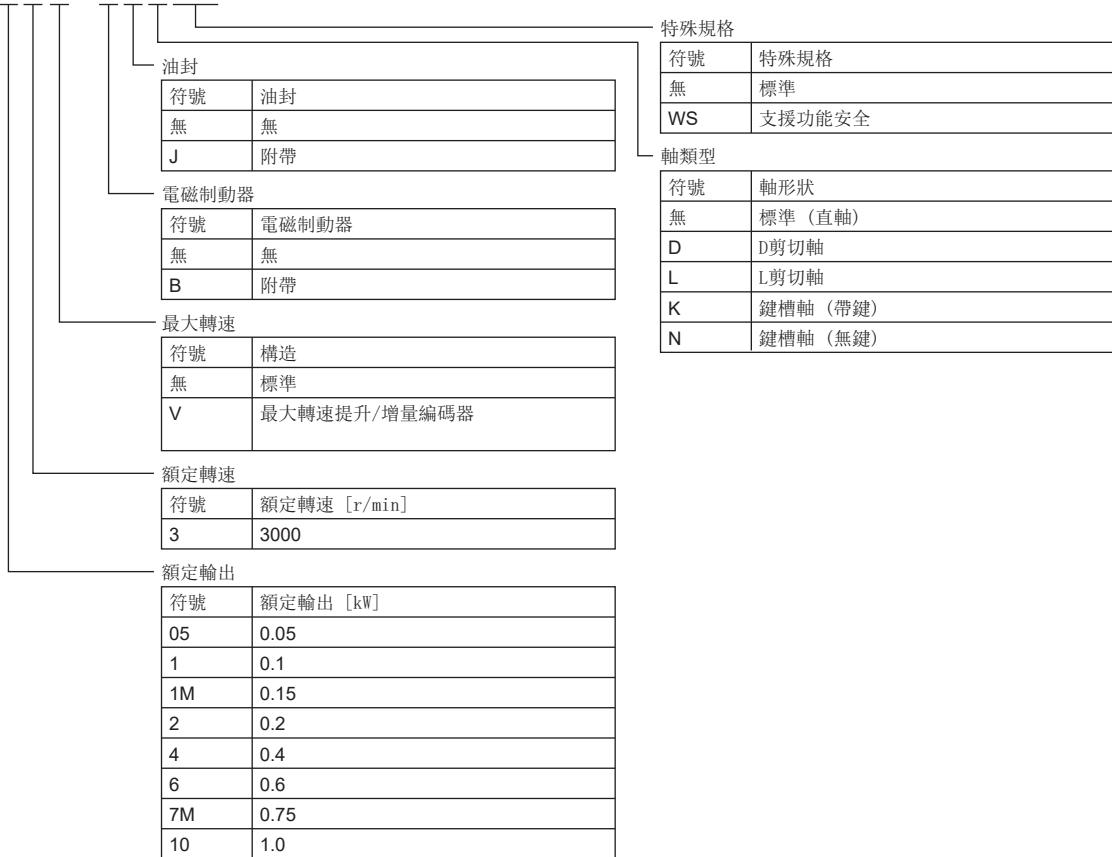 特殊規格
符號 特殊規格
無 標準
WS 支援功能安全
軸類型
符號 軸形狀
無 標準 (直軸)
D D剪切軸
L L剪切軸
K 鍵槽軸 (帶鍵)
N 鍵槽軸 (無鍵)
油封
符號 油封
無 無
J 附帶
電磁制動器
符號 電磁制動器
無 無
B 附帶
最大轉速
符號 構造
無 標準
V 最大轉速提升/增量編碼器
額定轉速
符號 額定轉速 [r/min]
3 3000
額定輸出
符號 額定輸出 [kW]
05 0.05
1 0.1
1M 0.15
2 0.2
4 0.4
6 0.6
7M 0.75
10 1.0